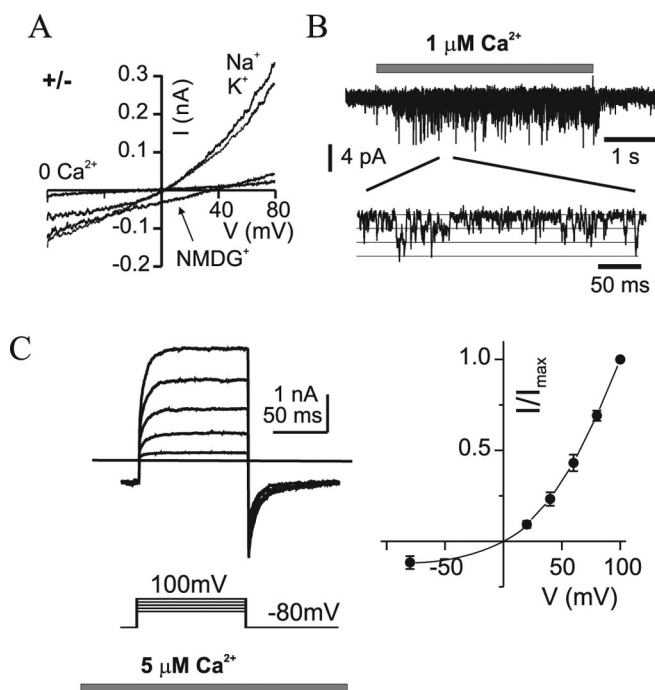 A
+/-
0.3
Na⁺
K⁺
I (nA)
0.1
0 Ca²⁺
-0.1
-0.2
40
80
V (mV)
NMDG⁺
B
1 μM Ca²⁺
4 pA
1 s
50 ms
C
1 nA
50 ms
100mV
-80mV
5 μM Ca²⁺
1.0
I/Imax
0.5
-50
50
100
V (mV)